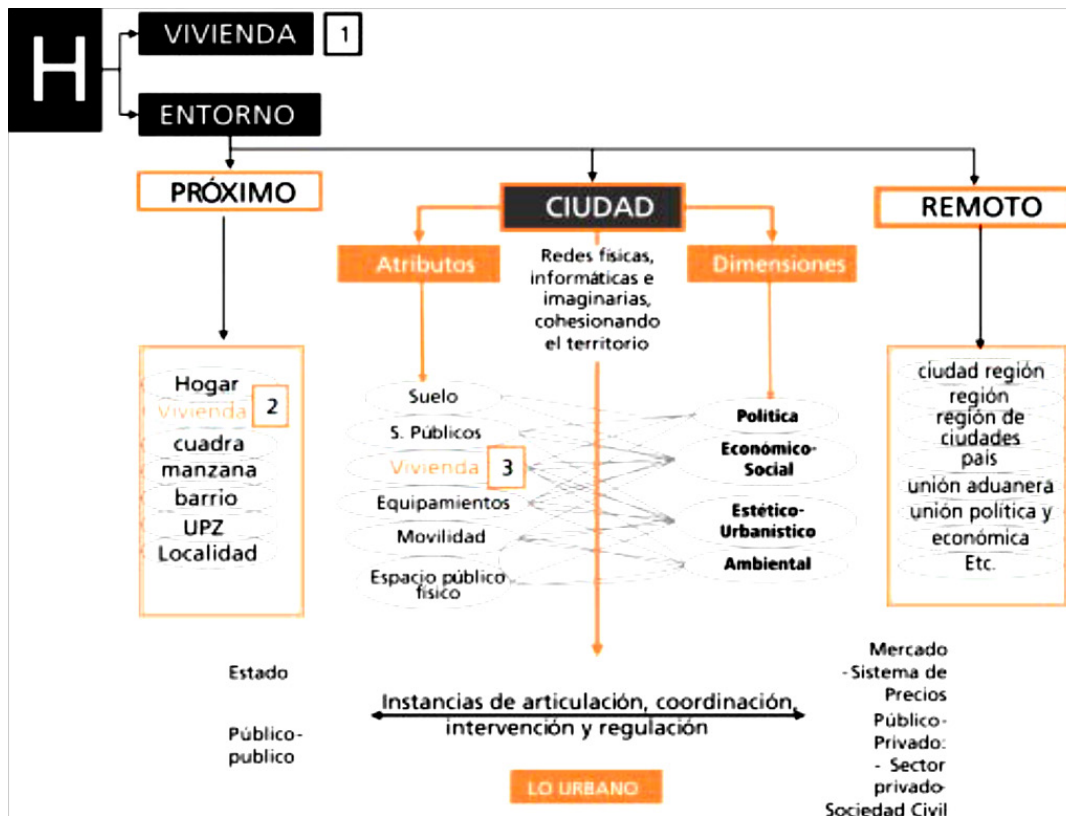 H
VIVIENDA
1
ENTORNO
PRÓXIMO
CIUDAD
REMOTO
Atributos
Redes físicas,
informáticas e
imaginarias,
cohesionando
el territorio
Dimensiones
Hogar
Vivienda
2
cuadra
manzana
barrio
UPZ
Localidad
Suelo
S. Públicos
Vivienda
3
Equipamientos
Movilidad
Espacio público
físico
Política
Económico-
Social
Estético-
Urbanístico
Ambiental
ciudad región
región
región de
ciudades
país
unión aduanera
unión política y
económica
Etc.
Estado
Público-
publico
Instancias de articulación, coordinación,
intervención y regulación
Mercado
- Sistema de
Precios
Público-
Privado:
- Sector
privado-
Sociedad Civil
LO URBANO